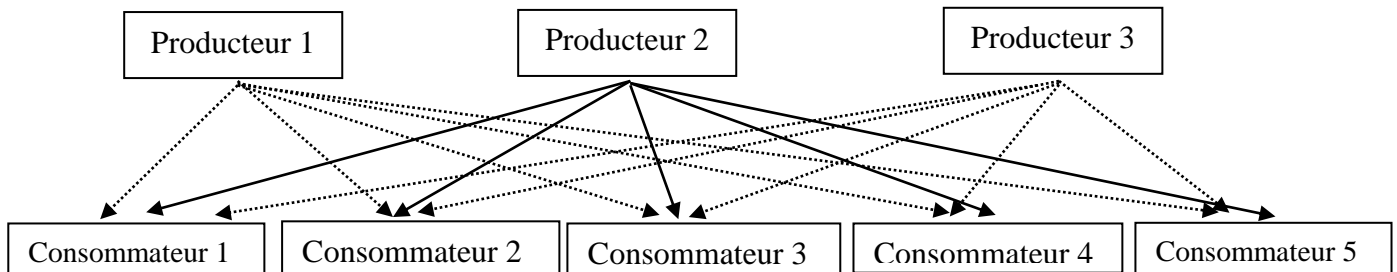 Producteur 1
Producteur 2
Producteur 3
Consommateur 1
Consommateur 2
Consommateur 3
Consommateur 4
Consommateur 5